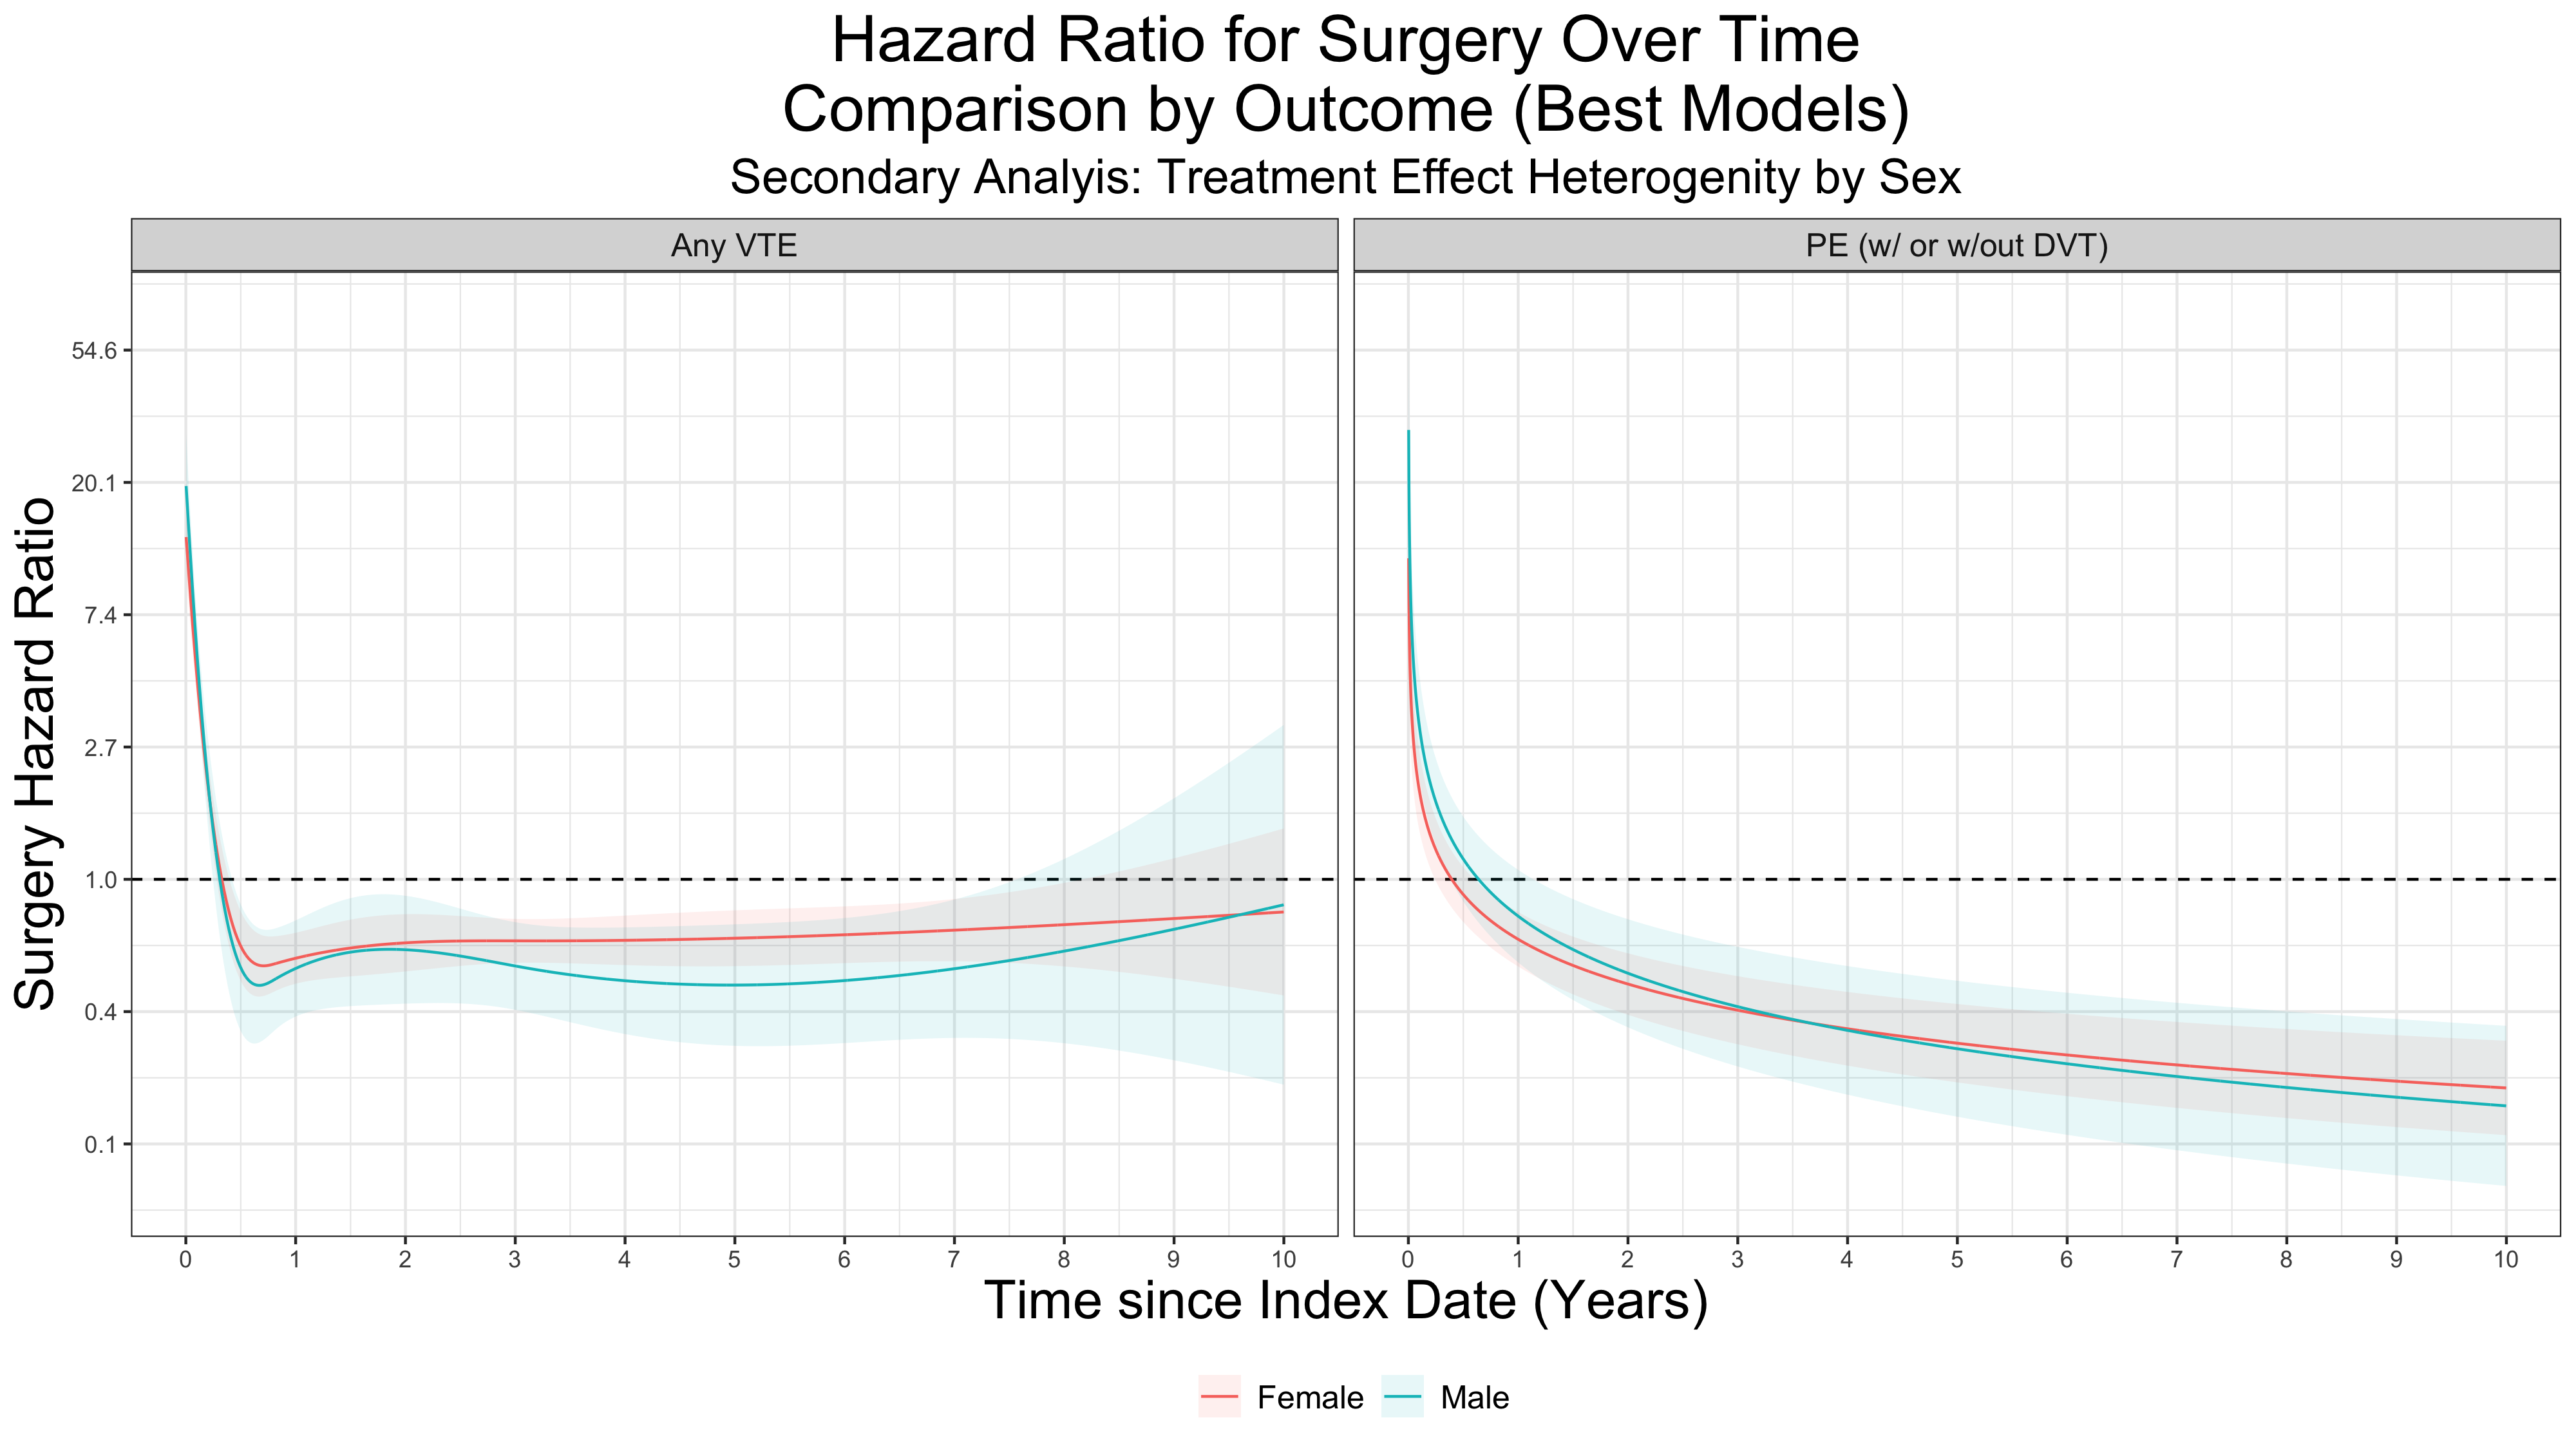 Hazard Ratio for Surgery Over Time
Comparison by Outcome (Best Models)
Secondary Analyis: Treatment Effect Heterogenity by Sex
Any VTE
PE (w/ or w/out DVT)
Surgery Hazard Ratio
54.6
20.1
7.4
2.7
1.0
0.4
0.1
0 1 2 3 4 5 6 7 8 9 10
0 1 2 3 4 5 6 7 8 9 10
Time since Index Date (Years)
Female Male